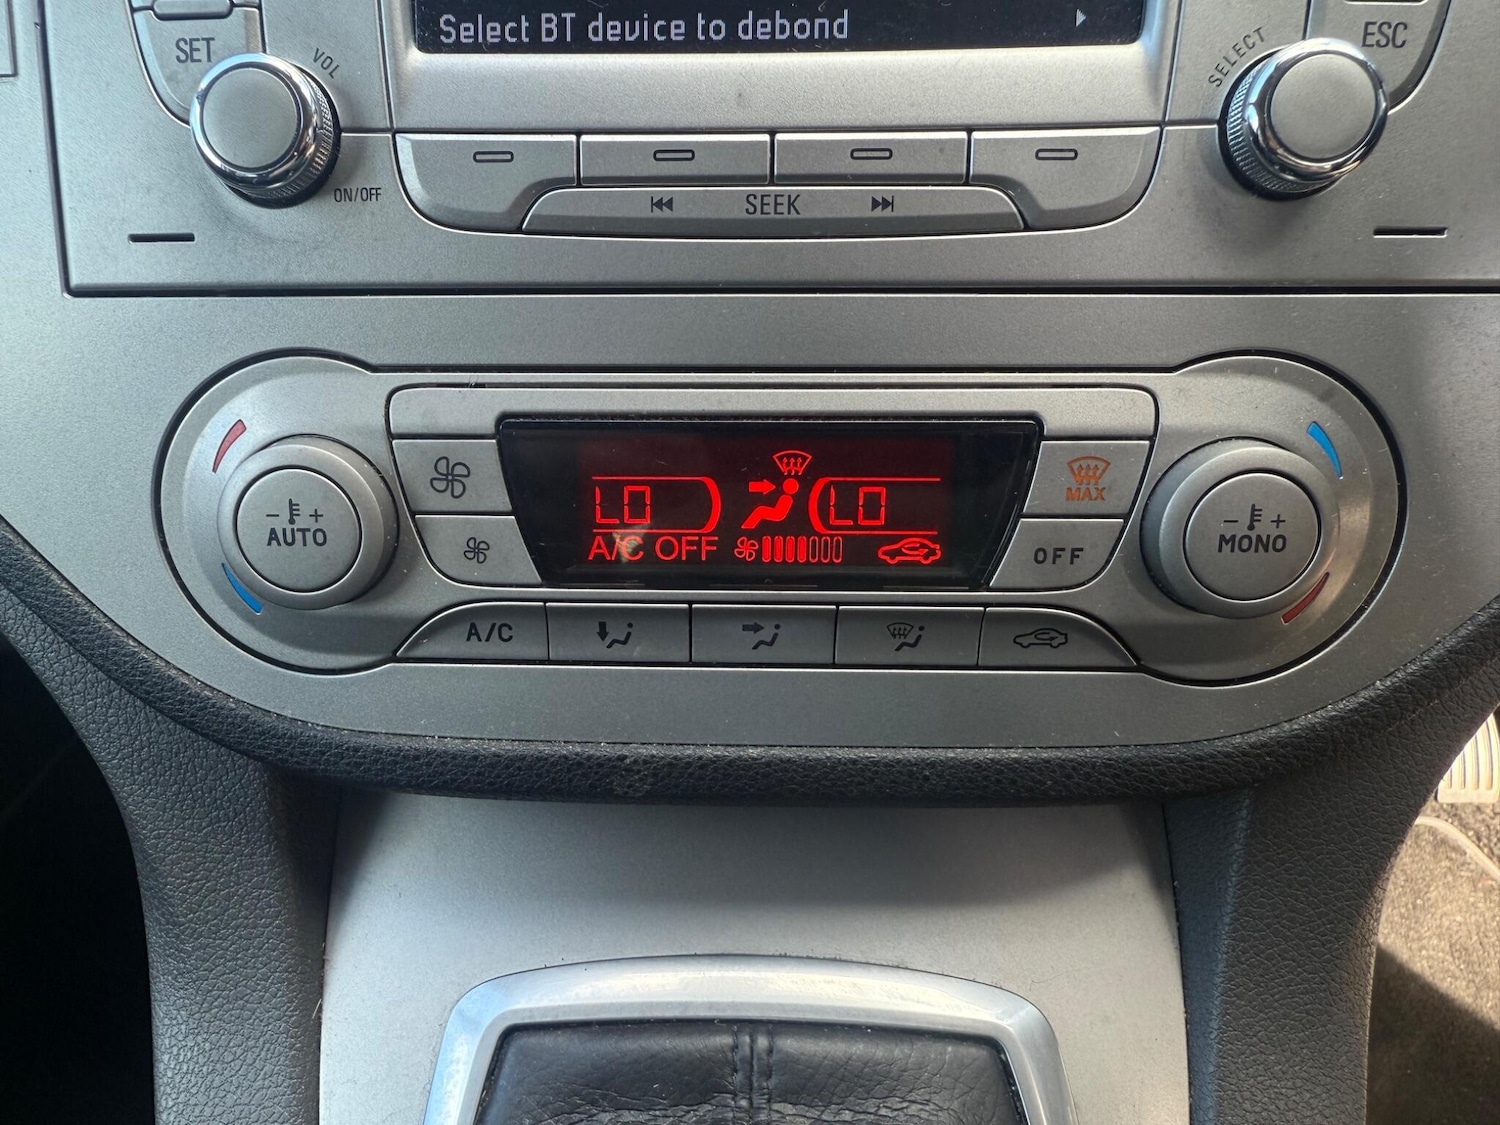 Select BT device to debond
SET
VOL
ON/OFF
SELECT
ESC
SEEK
LO
LO
A/C OFF
- +
AUTO
MAX
OFF
- +
MONO
A/C